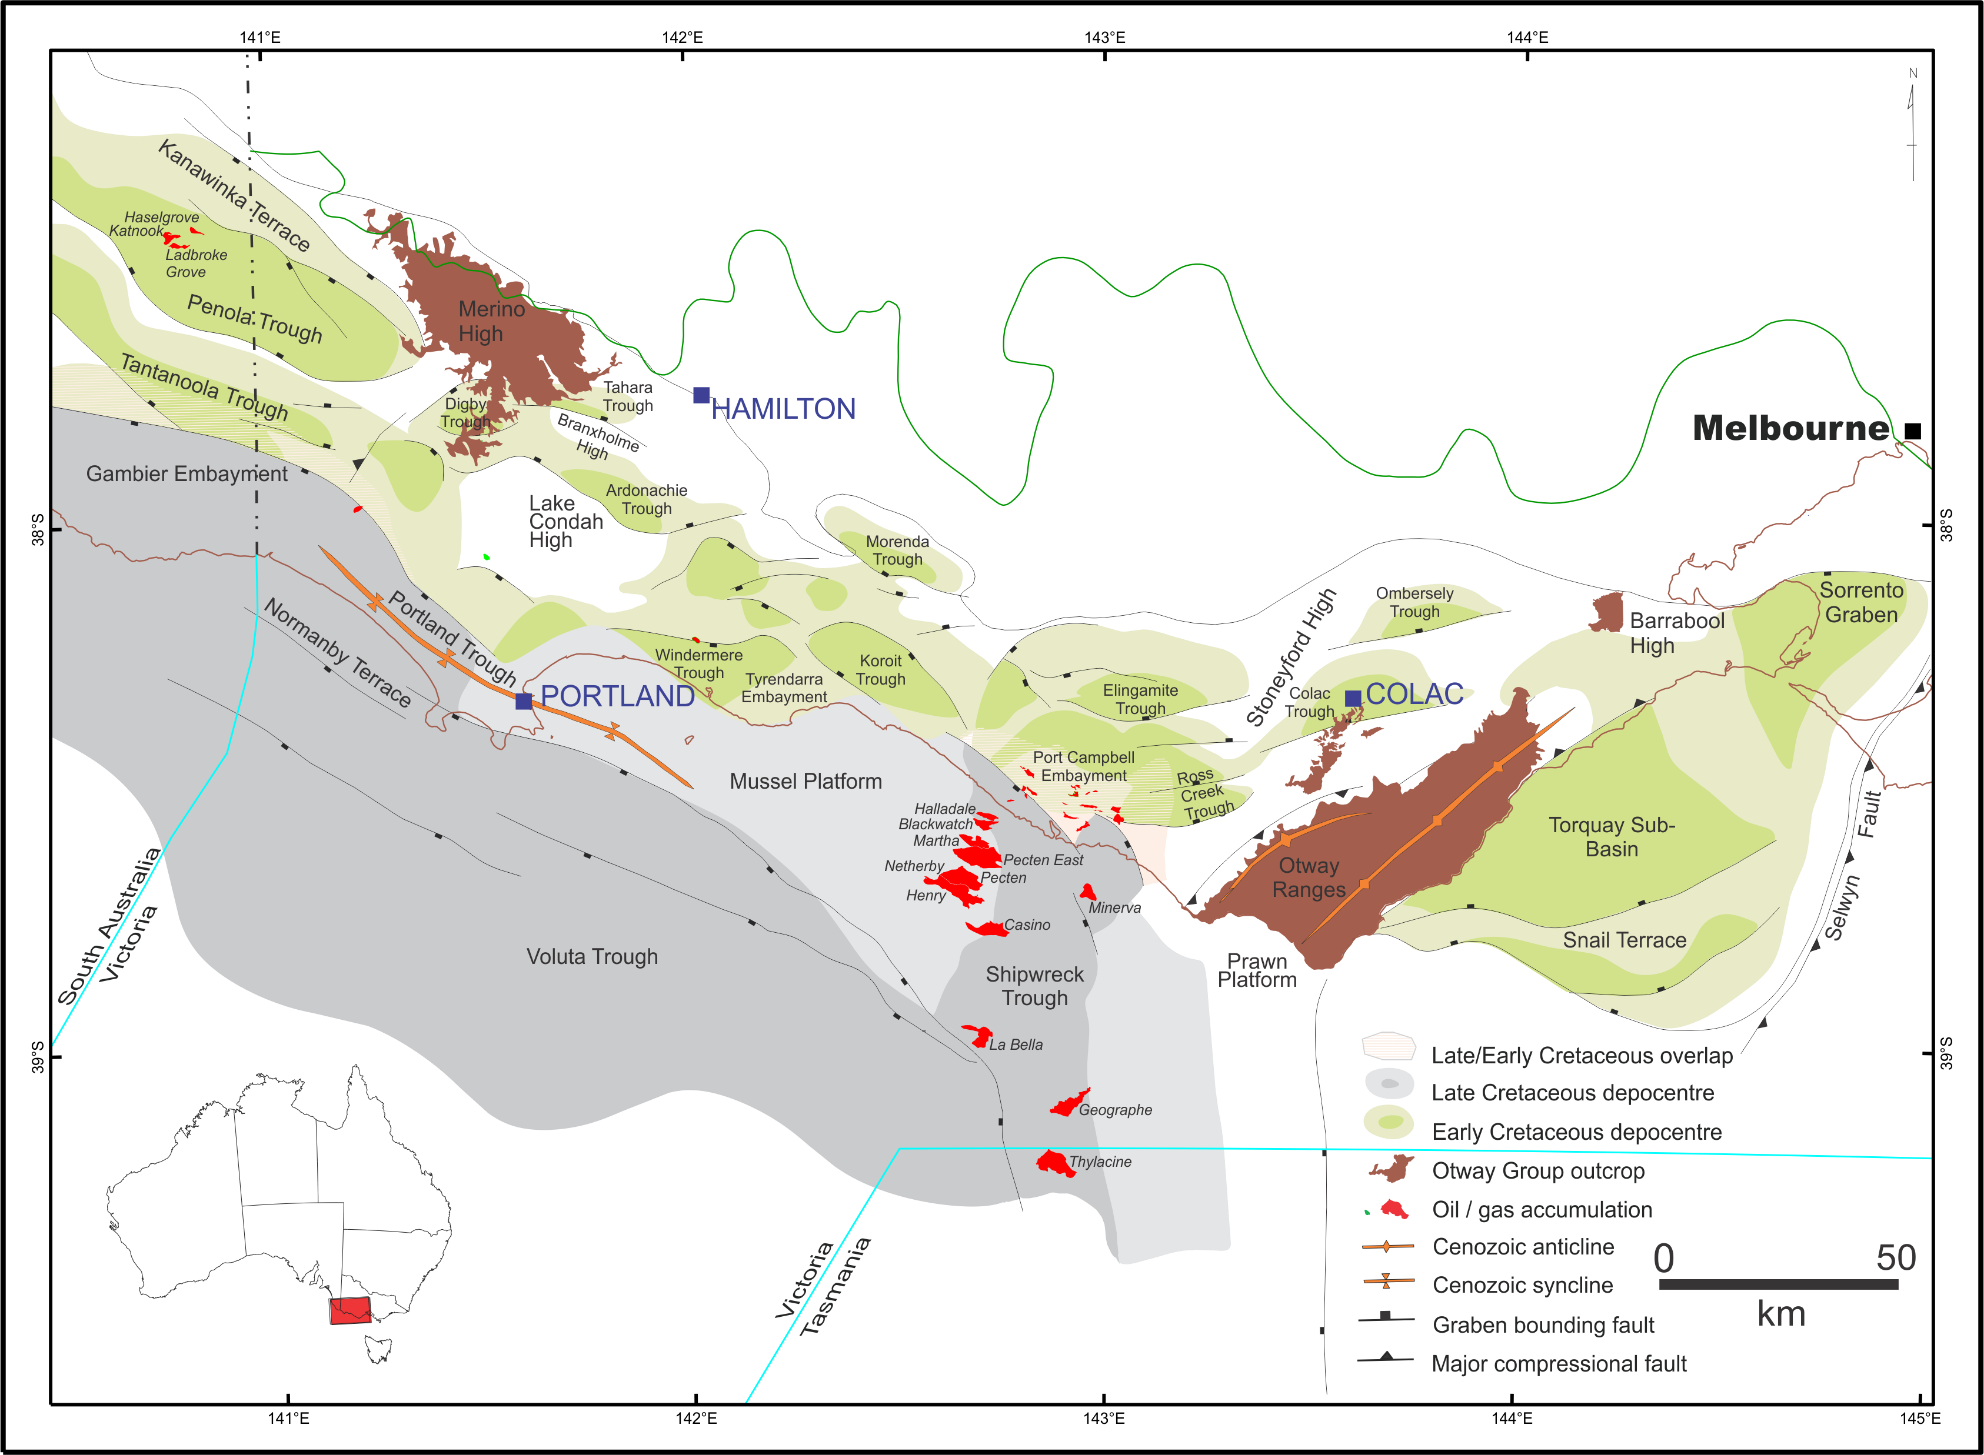 141°E
142°E
143°E
144°E
N
Kanawinka Terrace
Haselgrove
Katnook
Ladbroke
Grove
Penola Trough
Merino
High
Tantanoola Trough
Tahara
Trough
Digby
Trough
Branxholme
High
HAMILTON
Melbourne
Gambier Embayment
Lake
Condah
High
Ardonachie
Trough
38°S
38°S
Morenda
Trough
Ombersely
Trough
Sorrento
Graben
Barrabool
High
Stoneyford High
Portland Trough
Normanby Terrace
Windermere
Trough
Tyrendarra
Embayment
Koroit
Trough
Elingamite
Trough
Colac
Trough
COLAC
PORTLAND
Mussel Platform
Port Campbell
Embayment
Ross
Creek
Trough
Halladale
Blackwatch
Martha
Pecten East
Netherby
Pecten
Henry
Minerva
Casino
Otway
Ranges
Torquay Sub-
Basin
Selwyn Fault
Snail Terrace
Prawn
Platform
South Australia
Victoria
Voluta Trough
Shipwreck
Trough
La Bella
39°S
39°S
Geographe
Thylacine
Victoria
Tasmania
Late/Early Cretaceous overlap
Late Cretaceous depocentre
Early Cretaceous depocentre
Otway Group outcrop
Oil / gas accumulation
Cenozoic anticline
Cenozoic syncline
Graben bounding fault
Major compressional fault
0 50
km
141°E
142°E
143°E
144°E
145°E